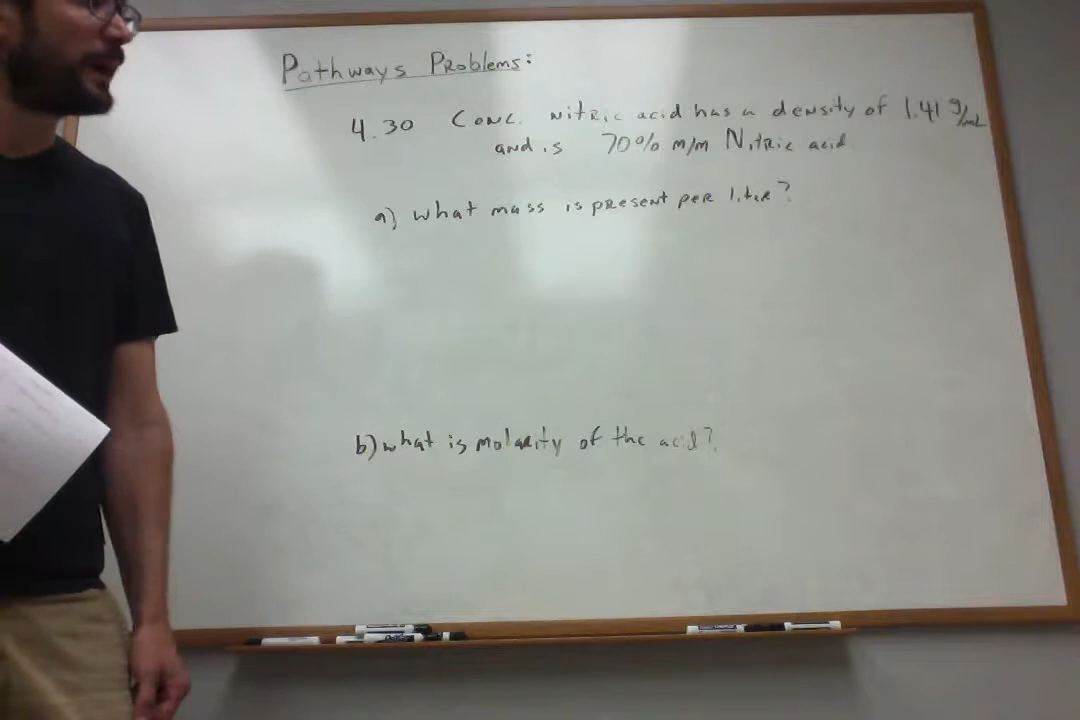 Pathways Problems:
4.30 Conc. nitric acid has a density of 1.41 g/mL
and is 70% m/m Nitric acid
a) what mass is present per liter?
b) what is molarity of the acid?